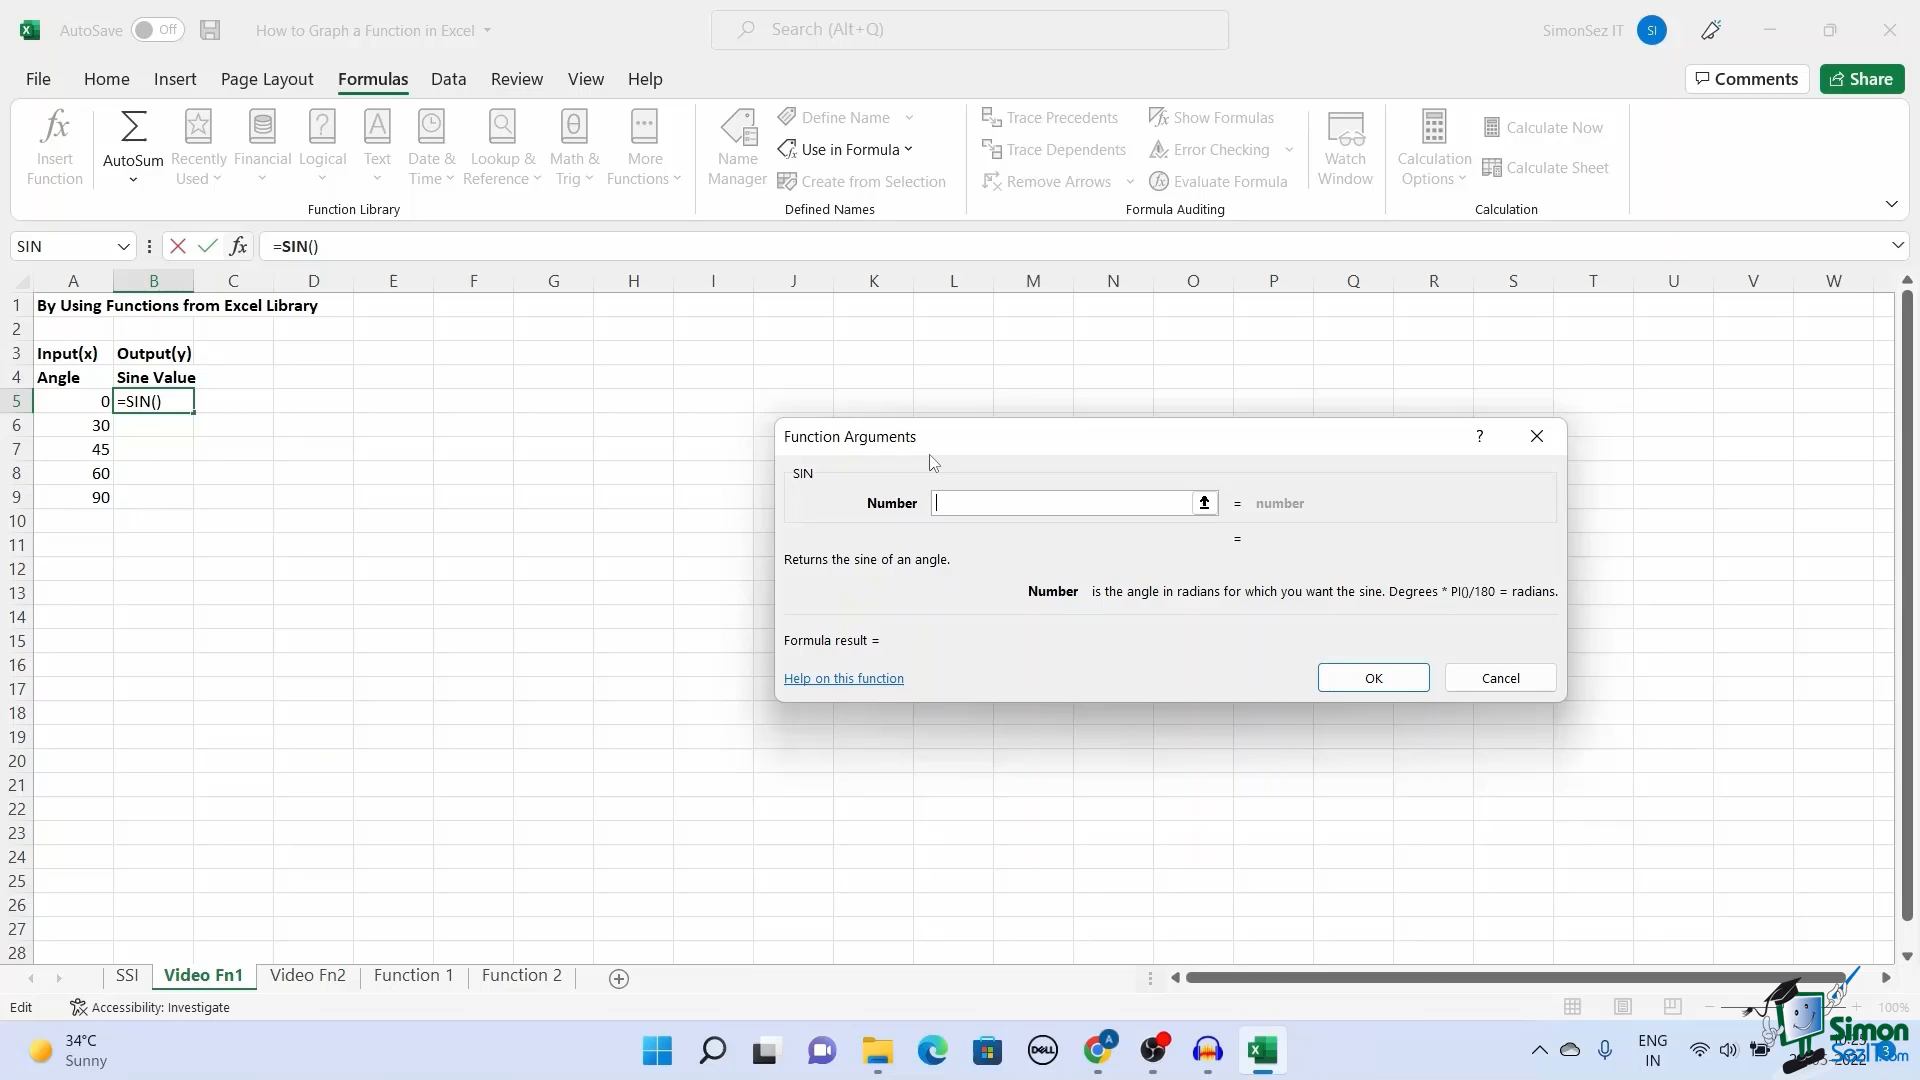 AutoSave Off How to Graph a Function in Excel Search (Alt+Q) SimonSez IT SI
File Home Insert Page Layout Formulas Data Review View Help Comments Share
Insert Function
AutoSum
Recently Used
Financial
Logical
Text
Date & Time
Lookup & Reference
Math & Trig
More Functions
Function Library
Name Manager
Define Name
Use in Formula
Create from Selection
Defined Names
Trace Precedents
Trace Dependents
Remove Arrows
Show Formulas
Error Checking
Evaluate Formula
Formula Auditing
Watch Window
Calculation Options
Calculate Now
Calculate Sheet
Calculation
SIN fx =SIN()
A B C D E F G H I J K L M N O P Q R S T U V W
1 By Using Functions from Excel Library
2
3 Input(x) Output(y)
4 Angle Sine Value
5 0 =SIN()
6 30
7 45
8 60
9 90
10
11
12
13
14
15
16
17
18
19
20
21
22
23
24
25
26
27
28
Function Arguments ?
SIN
Number = number
=
Returns the sine of an angle.
Number is the angle in radians for which you want the sine. Degrees * PI()/180 = radians.
Formula result =
Help on this function OK Cancel
SSI Video Fn1 Video Fn2 Function 1 Function 2
Edit Accessibility: Investigate 100%
34°C
Sunny
DELL
A
ENG
IN
3
Simon
SezIT.com